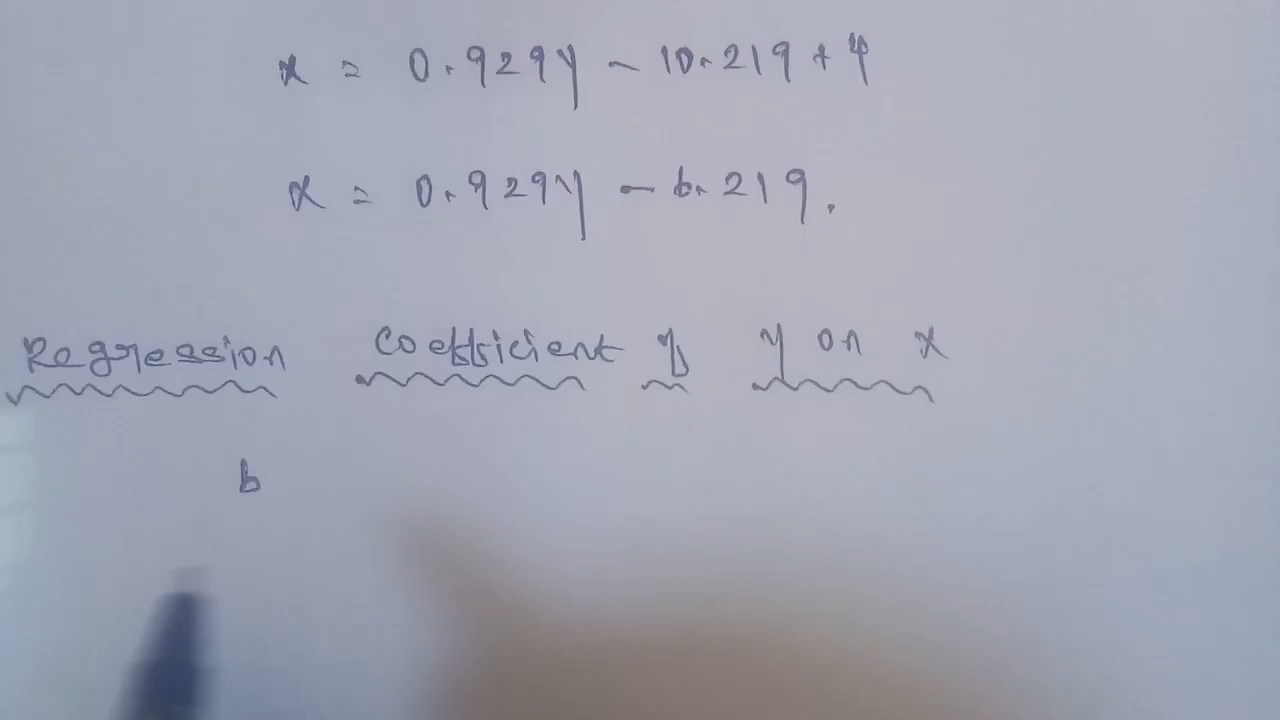 x = 0.929y - 10.219 + 4
x = 0.929y - 6.219.
Regression coefficient of y on x
b